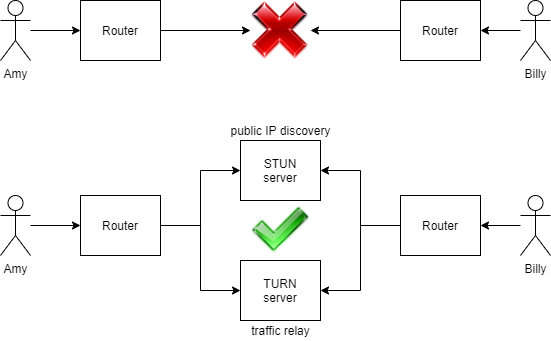 Router
Router
Amy
Billy
public IP discovery
STUN
server
Router
Router
Amy
Billy
TURN
server
traffic relay